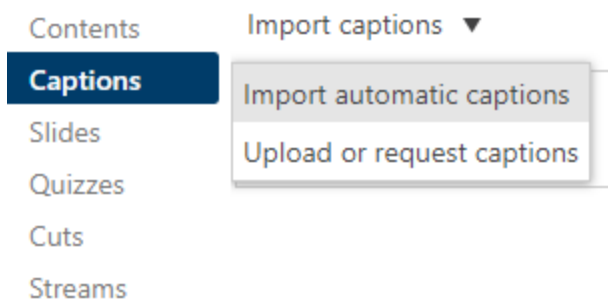 Contents
Captions
Slides
Quizzes
Cuts
Streams
Import captions ▼
Import automatic captions
Upload or request captions